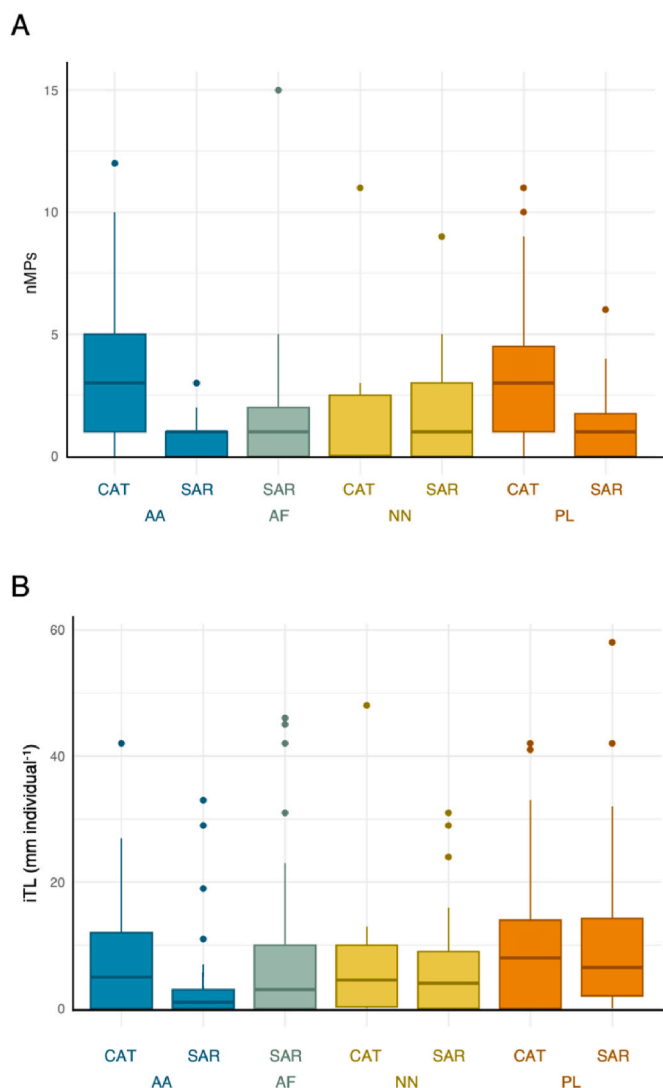 A
15
10
5
0
nMPs
CAT SAR SAR CAT SAR CAT SAR
AA AF NN PL
B
60
40
20
0
iTL (mm individual⁻¹)
CAT SAR SAR CAT SAR CAT SAR
AA AF NN PL